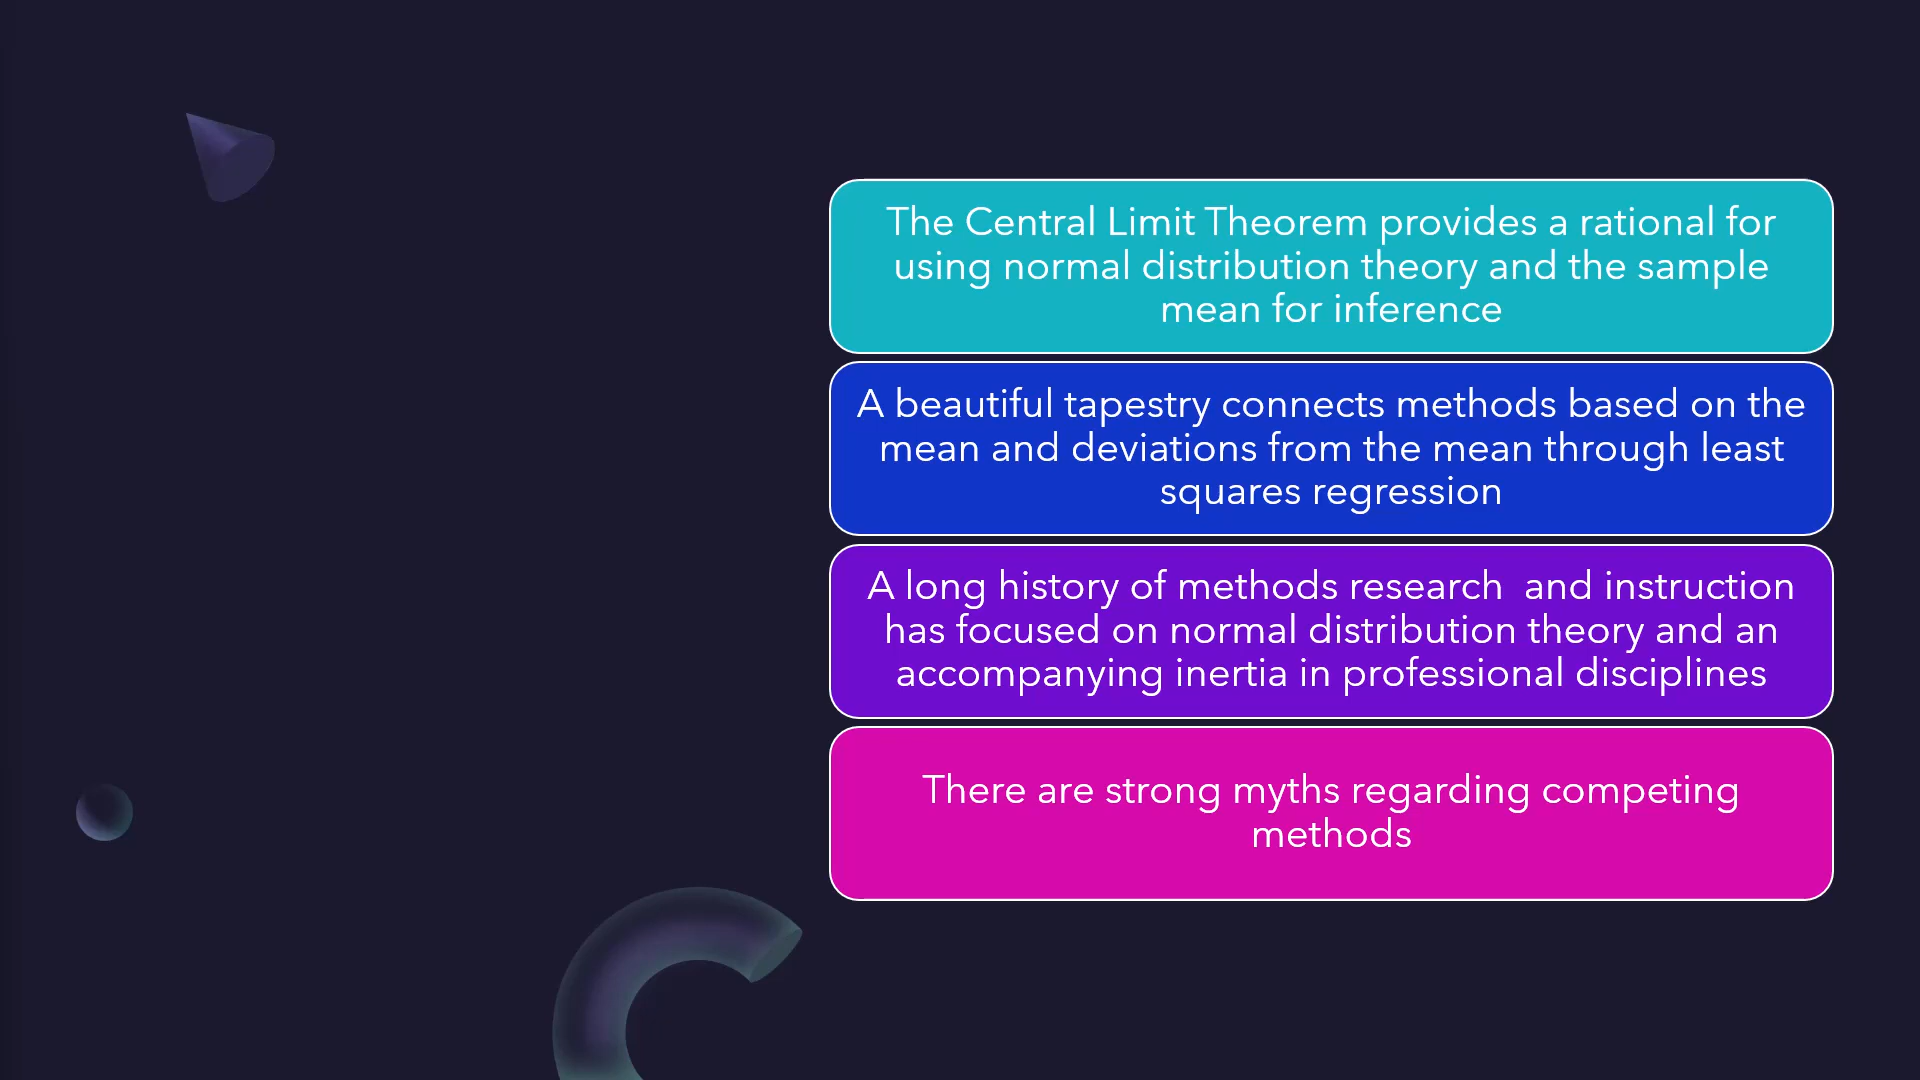 The Central Limit Theorem provides a rational for
using normal distribution theory and the sample
mean for inference
A beautiful tapestry connects methods based on the
mean and deviations from the mean through least
squares regression
A long history of methods research  and instruction
has focused on normal distribution theory and an
accompanying inertia in professional disciplines
There are strong myths regarding competing
methods